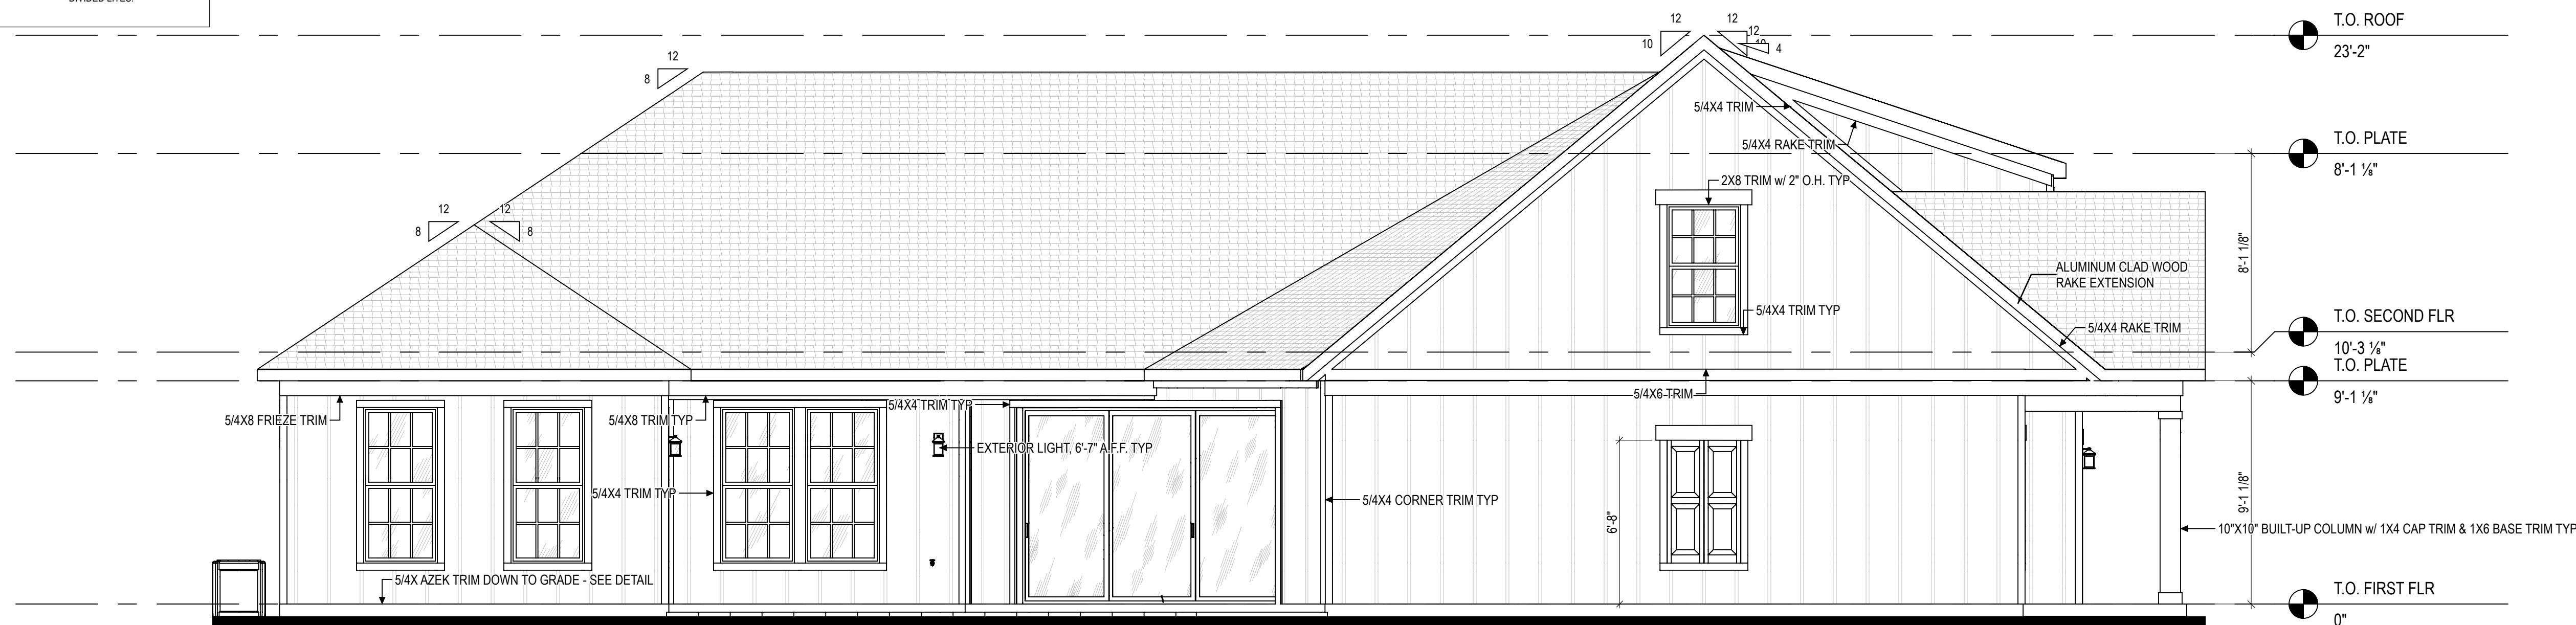 DIVIDED LITES.
12
12
12
10
10
4
T.O. ROOF
23'-2"
12
8
5/4X4 TRIM
5/4X4 RAKE TRIM
T.O. PLATE
8'-1 ⅛"
2X8 TRIM w/ 2" O.H. TYP
12
12
8
8
8'-1 1/8"
ALUMINUM CLAD WOOD
RAKE EXTENSION
5/4X4 TRIM TYP
5/4X4 RAKE TRIM
T.O. SECOND FLR
10'-3 ⅛"
T.O. PLATE
9'-1 ⅛"
5/4X8 FRIEZE TRIM
5/4X8 TRIM TYP
5/4X4 TRIM TYP
5/4X6 TRIM
EXTERIOR LIGHT, 6'-7" A.F.F. TYP
5/4X4 TRIM TYP
5/4X4 CORNER TRIM TYP
6'-8"
9'-1 1/8"
10"X10" BUILT-UP COLUMN w/ 1X4 CAP TRIM & 1X6 BASE TRIM TYP
5/4X AZEK TRIM DOWN TO GRADE - SEE DETAIL
T.O. FIRST FLR
0"